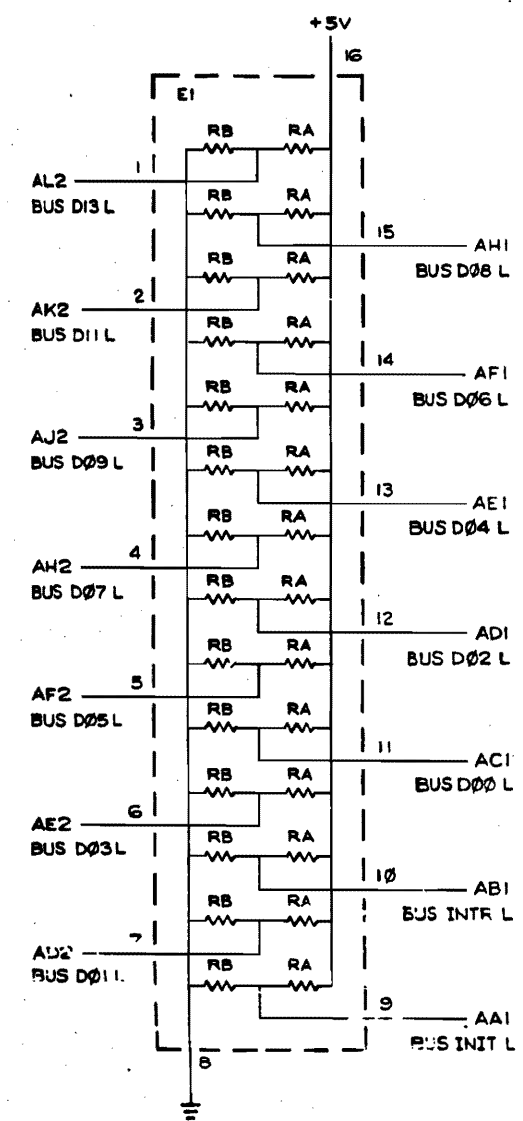 +5V
16
E1
RB RA
1
AL2
BUS D13 L
RB RA
15
AH1
BUS DØ8 L
RB RA
2
AK2
BUS D11 L
RB RA
14
AF1
BUS DØ6 L
RB RA
3
AJ2
BUS DØ9 L
RB RA
13
AE1
BUS DØ4 L
RB RA
4
AH2
BUS DØ7 L
RB RA
12
AD1
BUS DØ2 L
RB RA
5
AF2
BUS DØ5 L
RB RA
11
AC1
BUS DØØ L
RB RA
6
AE2
BUS DØ3 L
RB RA
1Ø
AB1
BUS INTR L
RB RA
7
AD2
BUS DØ1 L
RB RA
9
AA1
BUS INIT L
8